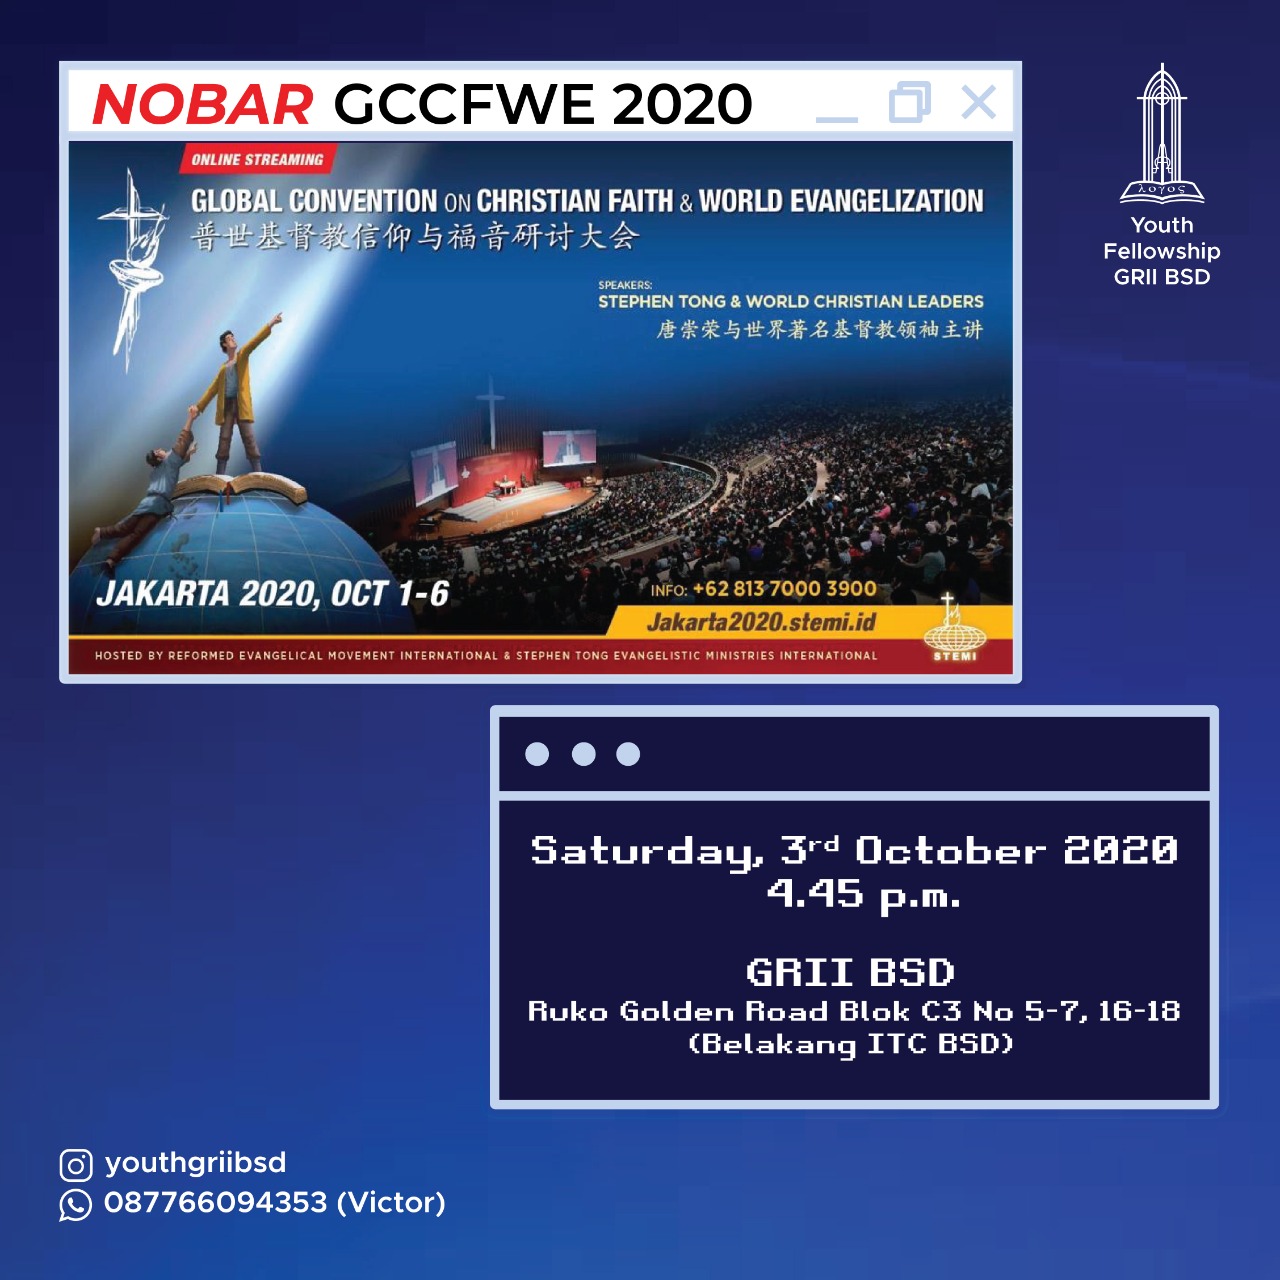 NOBAR GCCFWE 2020
ONLINE STREAMING
GLOBAL CONVENTION ON CHRISTIAN FAITH & WORLD EVANGELIZATION
普世基督教信仰与福音研讨大会
SPEAKERS:
STEPHEN TONG & WORLD CHRISTIAN LEADERS
唐崇荣与世界著名基督教领袖主讲
JAKARTA 2020, OCT 1-6
INFO: +62 813 7000 3900
Jakarta2020.stemi.id
STEMI
HOSTED BY REFORMED EVANGELICAL MOVEMENT INTERNATIONAL & STEPHEN TONG EVANGELISTIC MINISTRIES INTERNATIONAL
λογος
Youth
Fellowship
GRII BSD
Saturday, 3rd October 2020
4.45 p.m.
GRII BSD
Ruko Golden Road Blok C3 No 5-7, 16-18
(Belakang ITC BSD)
youthgriibsd
087766094353 (Victor)